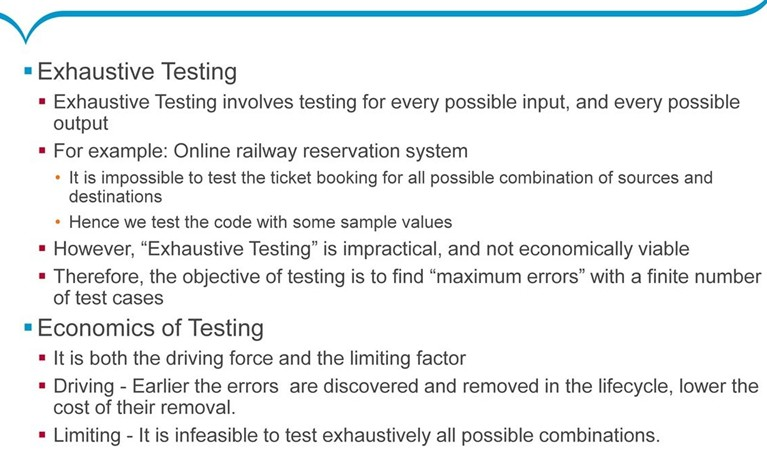 Exhaustive Testing
Exhaustive Testing involves testing for every possible input, and every possible
output
For example: Online railway reservation system
It is impossible to test the ticket booking for all possible combination of sources and
destinations
Hence we test the code with some sample values
However, “Exhaustive Testing” is impractical, and not economically viable
Therefore, the objective of testing is to find “maximum errors” with a finite number
of test cases
Economics of Testing
It is both the driving force and the limiting factor
Driving - Earlier the errors  are discovered and removed in the lifecycle, lower the
cost of their removal.
Limiting - It is infeasible to test exhaustively all possible combinations.